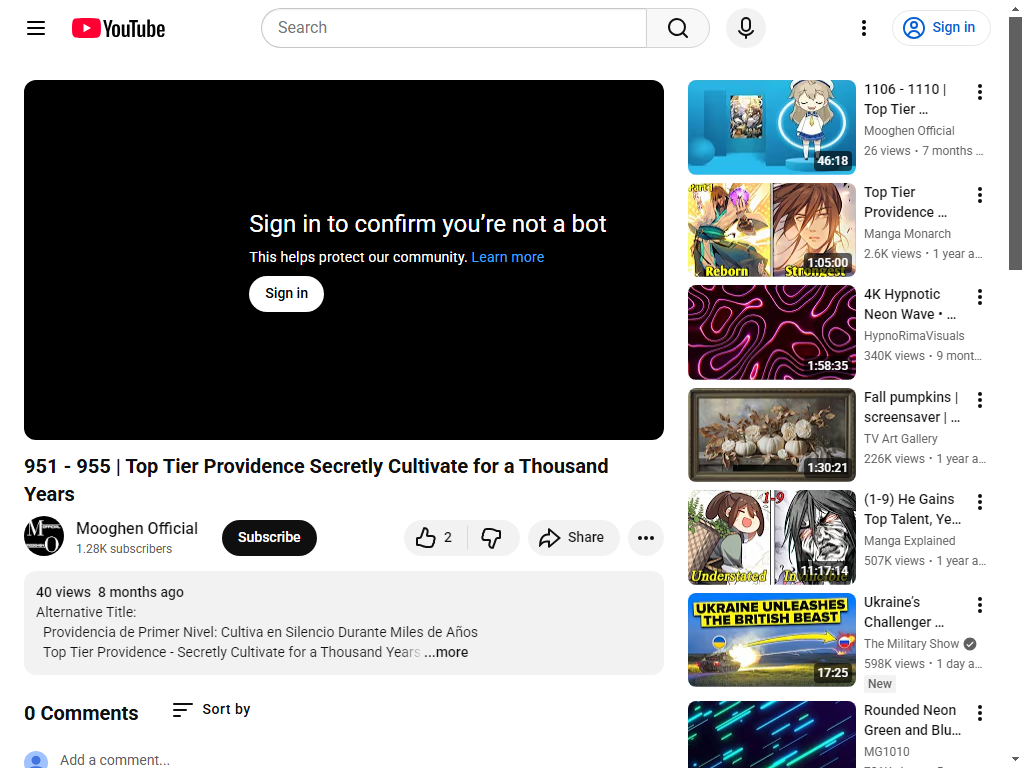 YouTube
Search
Sign in
Sign in to confirm you’re not a bot
This helps protect our community. Learn more
Sign in
951 - 955 | Top Tier Providence Secretly Cultivate for a Thousand
Years
Mooghen Official
1.28K subscribers
Subscribe
2
Share
40 views 8 months ago
Alternative Title:
Providencia de Primer Nivel: Cultiva en Silencio Durante Miles de Años
Top Tier Providence - Secretly Cultivate for a Thousand Years ...more
0 Comments
Sort by
Add a comment...
46:18
1106 - 1110 |
Top Tier ...
Mooghen Official
26 views • 7 months ...
Part 1
Reborn
Strongest
1:05:00
Top Tier
Providence ...
Manga Monarch
2.6K views • 1 year a...
1:58:35
4K Hypnotic
Neon Wave • ...
HypnoRimaVisuals
340K views • 9 mont...
1:30:21
Fall pumpkins |
screensaver | ...
TV Art Gallery
226K views • 1 year a...
1-9
Understated
Invincible
11:17:14
(1-9) He Gains
Top Talent, Ye...
Manga Explained
507K views • 1 year a...
UKRAINE UNLEASHES
THE BRITISH BEAST
17:25
Ukraine’s
Challenger ...
The Military Show
598K views • 1 day a...
New
Rounded Neon
Green and Blu...
MG1010